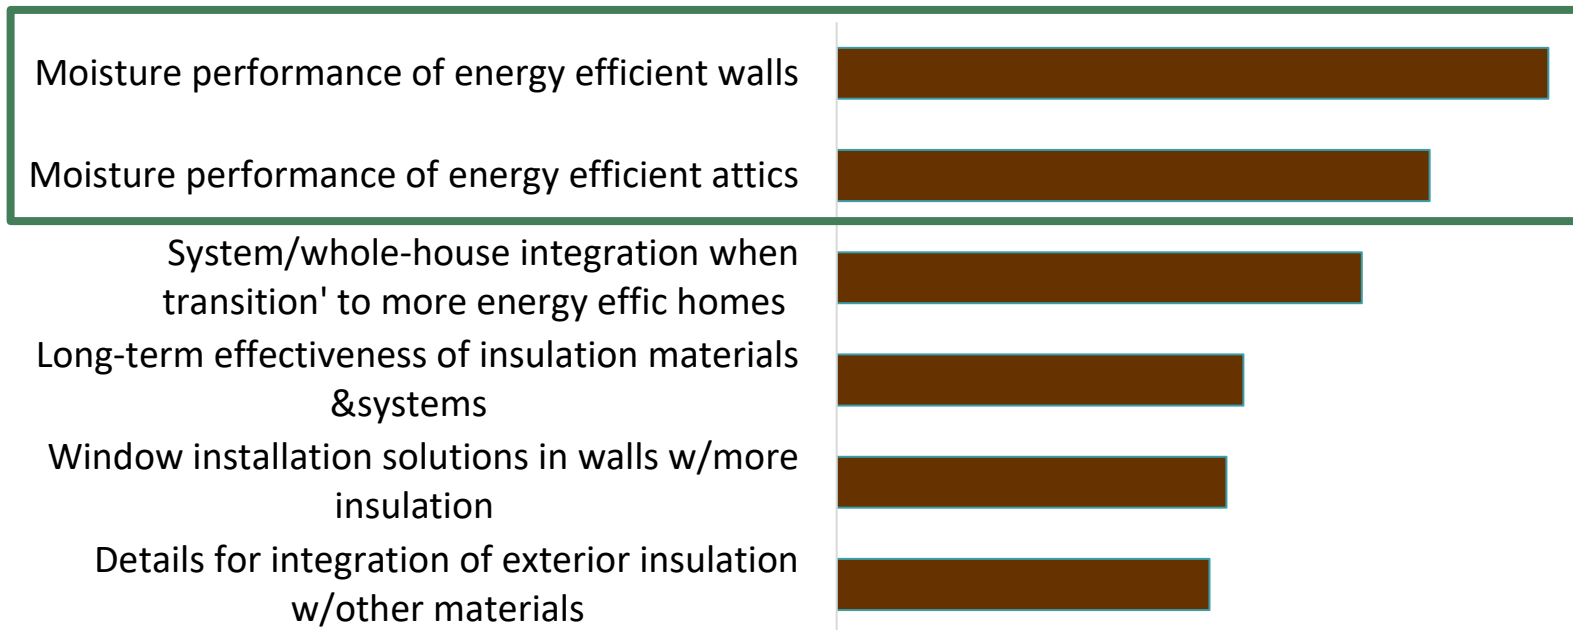 Moisture performance of energy efficient walls
Moisture performance of energy efficient attics
System/whole-house integration when
transition' to more energy effic homes
Long-term effectiveness of insulation materials
&systems
Window installation solutions in walls w/more
insulation
Details for integration of exterior insulation
w/other materials